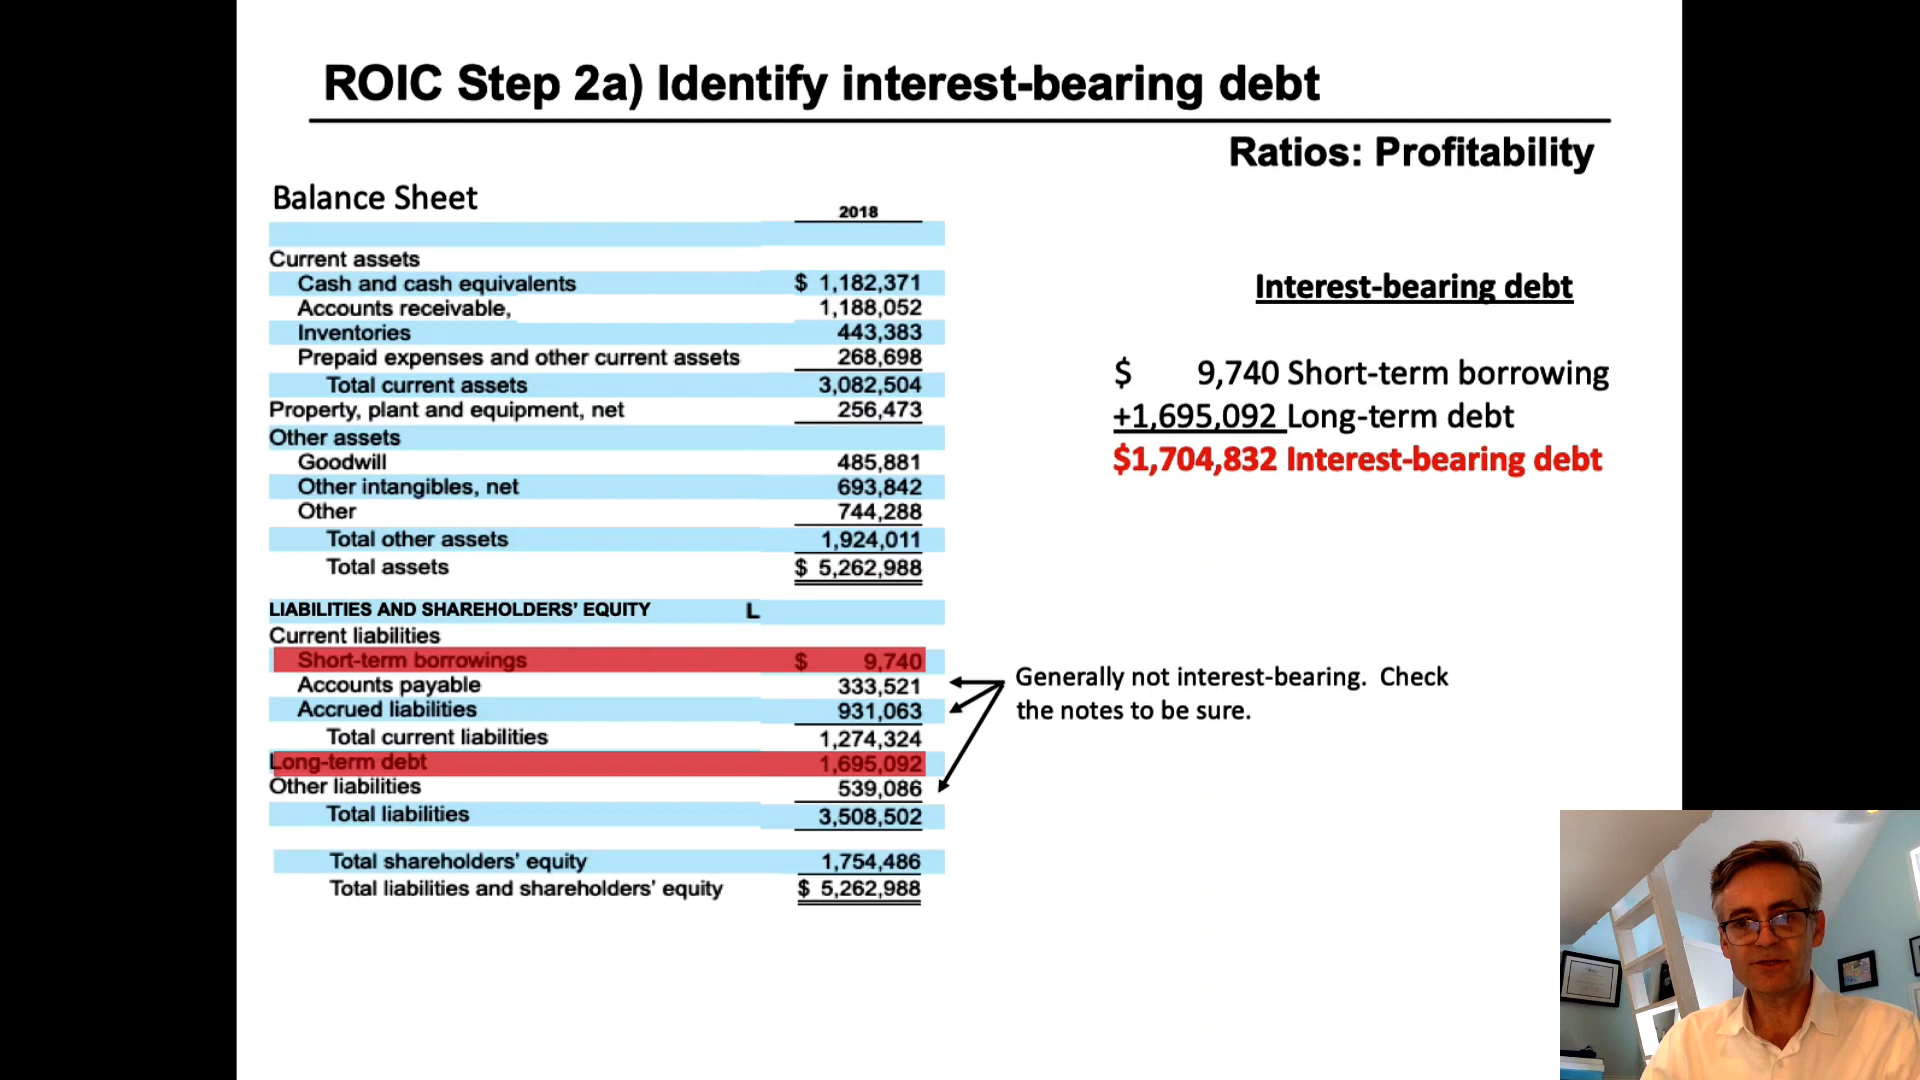 ROIC Step 2a) Identify interest-bearing debt
Ratios: Profitability
Balance Sheet
2018
Current assets
Cash and cash equivalents $ 1,182,371
Accounts receivable, 1,188,052
Inventories 443,383
Prepaid expenses and other current assets 268,698
Total current assets 3,082,504
Property, plant and equipment, net 256,473
Other assets
Goodwill 485,881
Other intangibles, net 693,842
Other 744,288
Total other assets 1,924,011
Total assets $ 5,262,988
LIABILITIES AND SHAREHOLDERS' EQUITY L
Current liabilities
Short-term borrowings $ 9,740
Accounts payable 333,521
Accrued liabilities 931,063
Total current liabilities 1,274,324
Long-term debt 1,695,092
Other liabilities 539,086
Total liabilities 3,508,502
Total shareholders' equity 1,754,486
Total liabilities and shareholders' equity $ 5,262,988
Interest-bearing debt
$ 9,740 Short-term borrowing
+1,695,092 Long-term debt
$1,704,832 Interest-bearing debt
Generally not interest-bearing. Check
the notes to be sure.